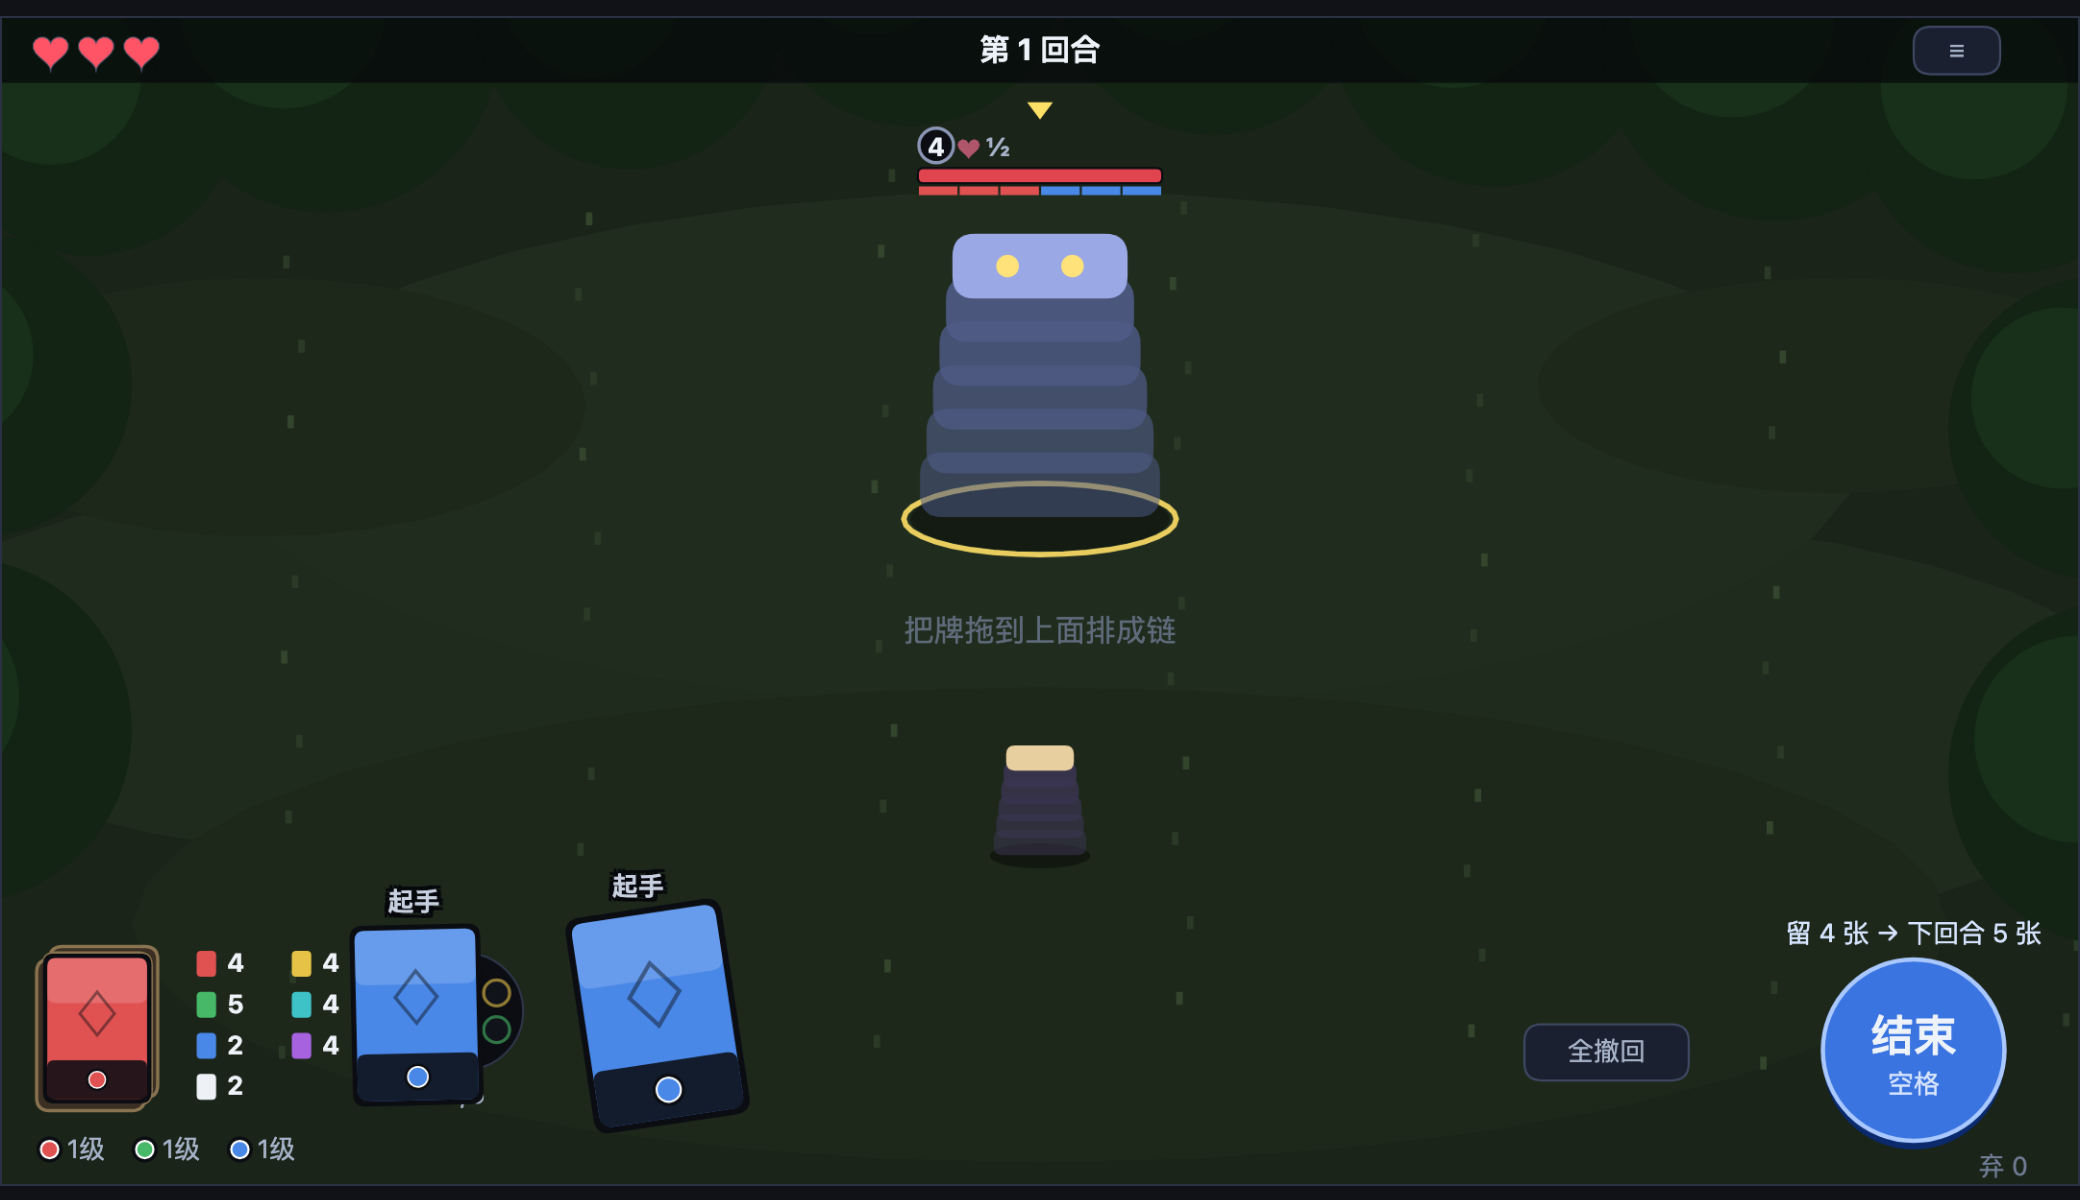 第 1 回合
≡
4 ½
把牌拖到上面排成链
起手
起手
4 4
5 4
2 4
2
1级 1级 1级
留 4 张 → 下回合 5 张
全撤回
结束
空格
弃 0